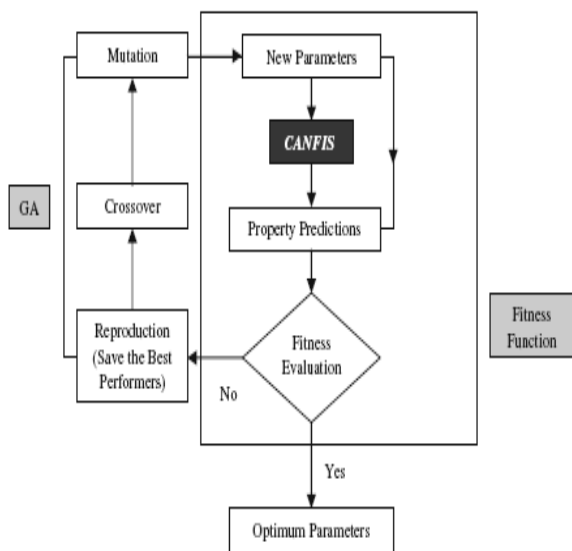 Mutation
New Parameters
CANFIS
GA
Crossover
Property Predictions
Reproduction
(Save the Best
Performers)
Fitness
Evaluation
Fitness
Function
No
Yes
Optimum Parameters